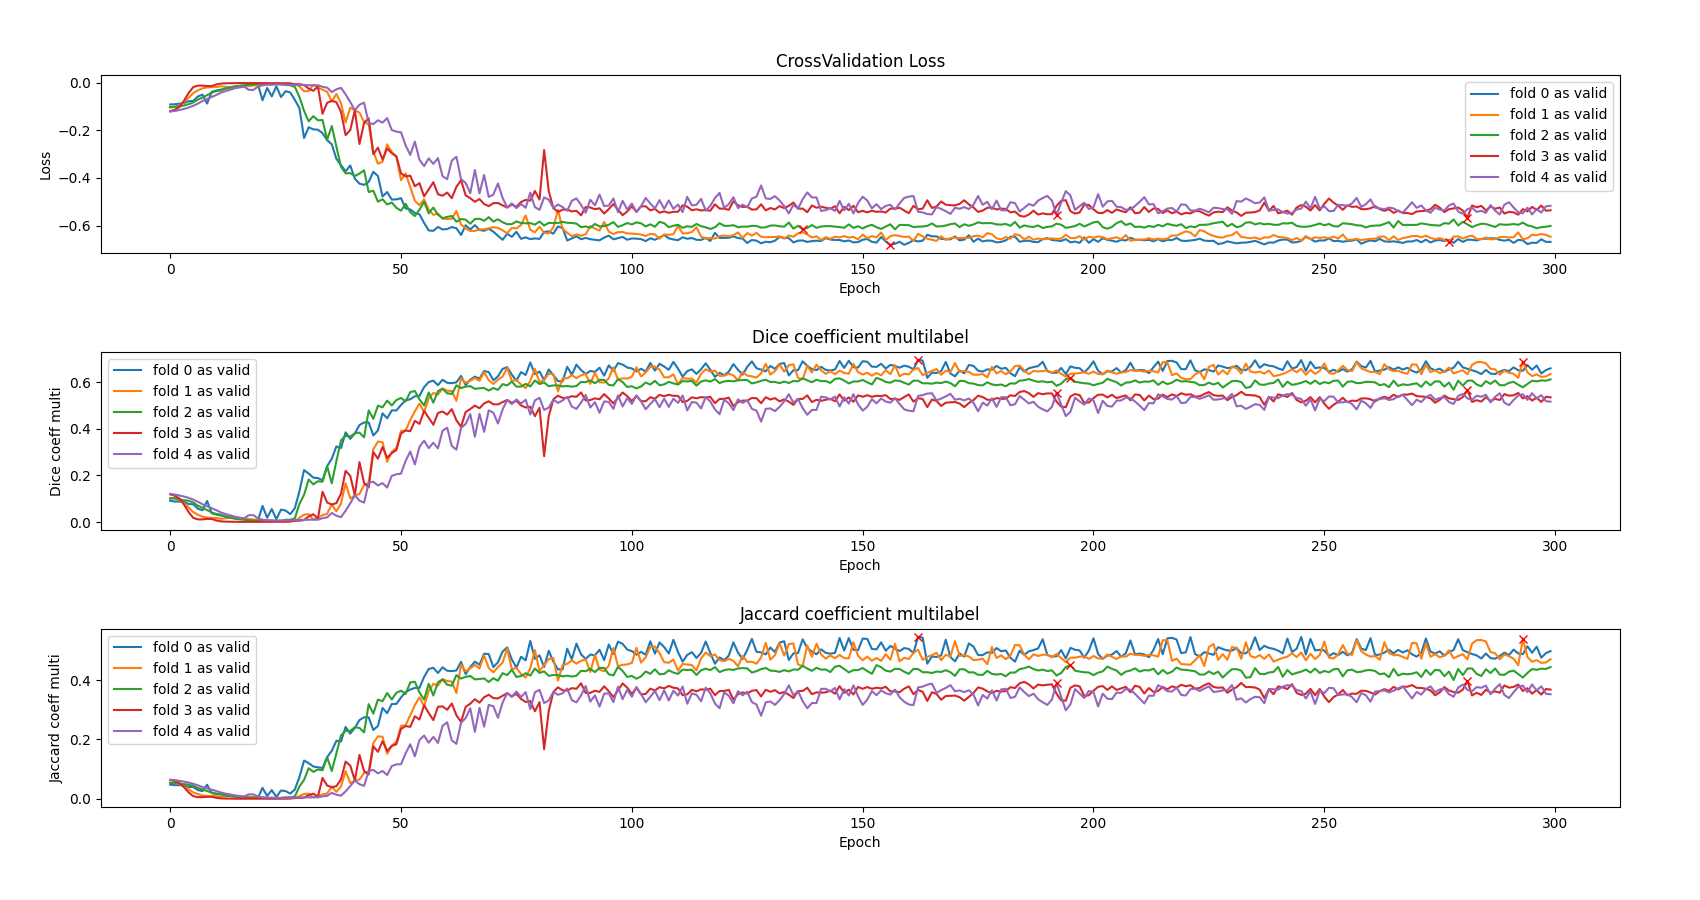 CrossValidation Loss
0.0
−0.2
−0.4
−0.6
Loss
fold 0 as valid
fold 1 as valid
fold 2 as valid
fold 3 as valid
fold 4 as valid
0 50 100 150 200 250 300
Epoch
Dice coefficient multilabel
0.6
0.4
0.2
0.0
Dice coeff multi
fold 0 as valid
fold 1 as valid
fold 2 as valid
fold 3 as valid
fold 4 as valid
0 50 100 150 200 250 300
Epoch
Jaccard coefficient multilabel
0.4
0.2
0.0
Jaccard coeff multi
fold 0 as valid
fold 1 as valid
fold 2 as valid
fold 3 as valid
fold 4 as valid
0 50 100 150 200 250 300
Epoch